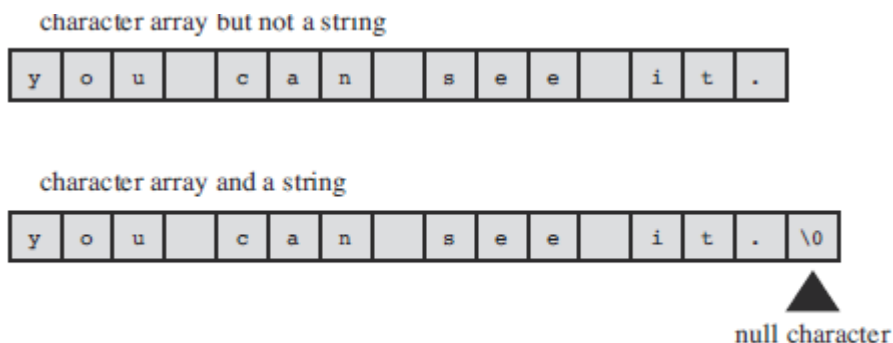 character array but not a string
y o u c a n s e e i t .
character array and a string
y o u c a n s e e i t . \0
null character